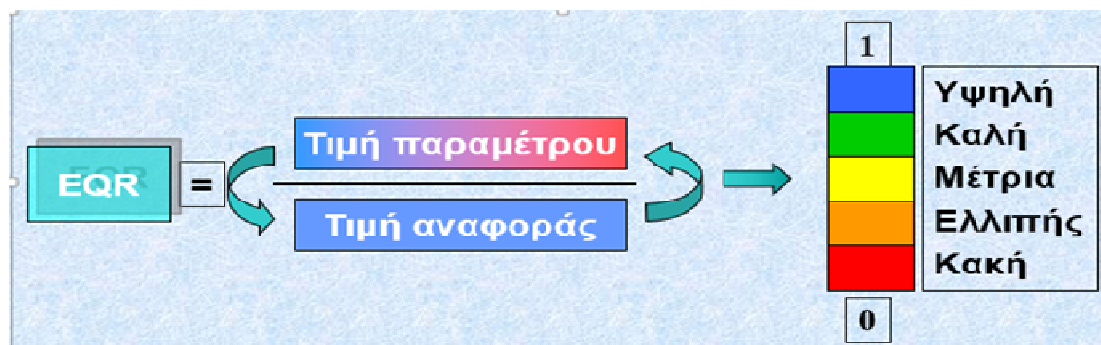 EQR
=
Τιμή παραμέτρου
Τιμή αναφοράς
1
Υψηλή
Καλή
Μέτρια
Ελλιπής
Κακή
0